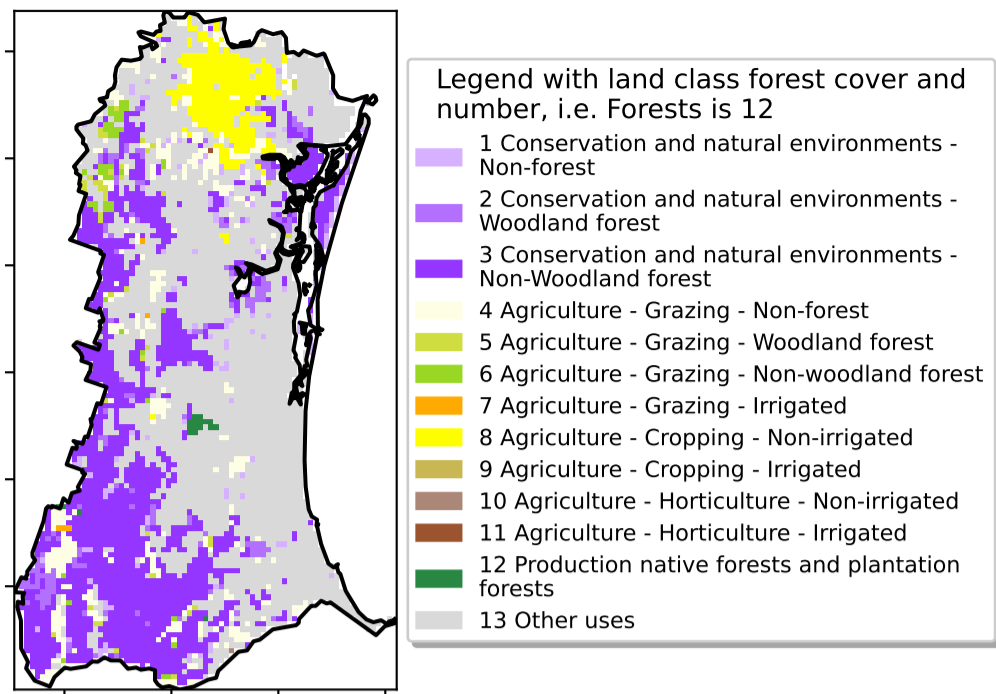 Legend with land class forest cover and
number, i.e. Forests is 12
1 Conservation and natural environments -
Non-forest
2 Conservation and natural environments -
Woodland forest
3 Conservation and natural environments -
Non-Woodland forest
4 Agriculture - Grazing - Non-forest
5 Agriculture - Grazing - Woodland forest
6 Agriculture - Grazing - Non-woodland forest
7 Agriculture - Grazing - Irrigated
8 Agriculture - Cropping - Non-irrigated
9 Agriculture - Cropping - Irrigated
10 Agriculture - Horticulture - Non-irrigated
11 Agriculture - Horticulture - Irrigated
12 Production native forests and plantation
forests
13 Other uses